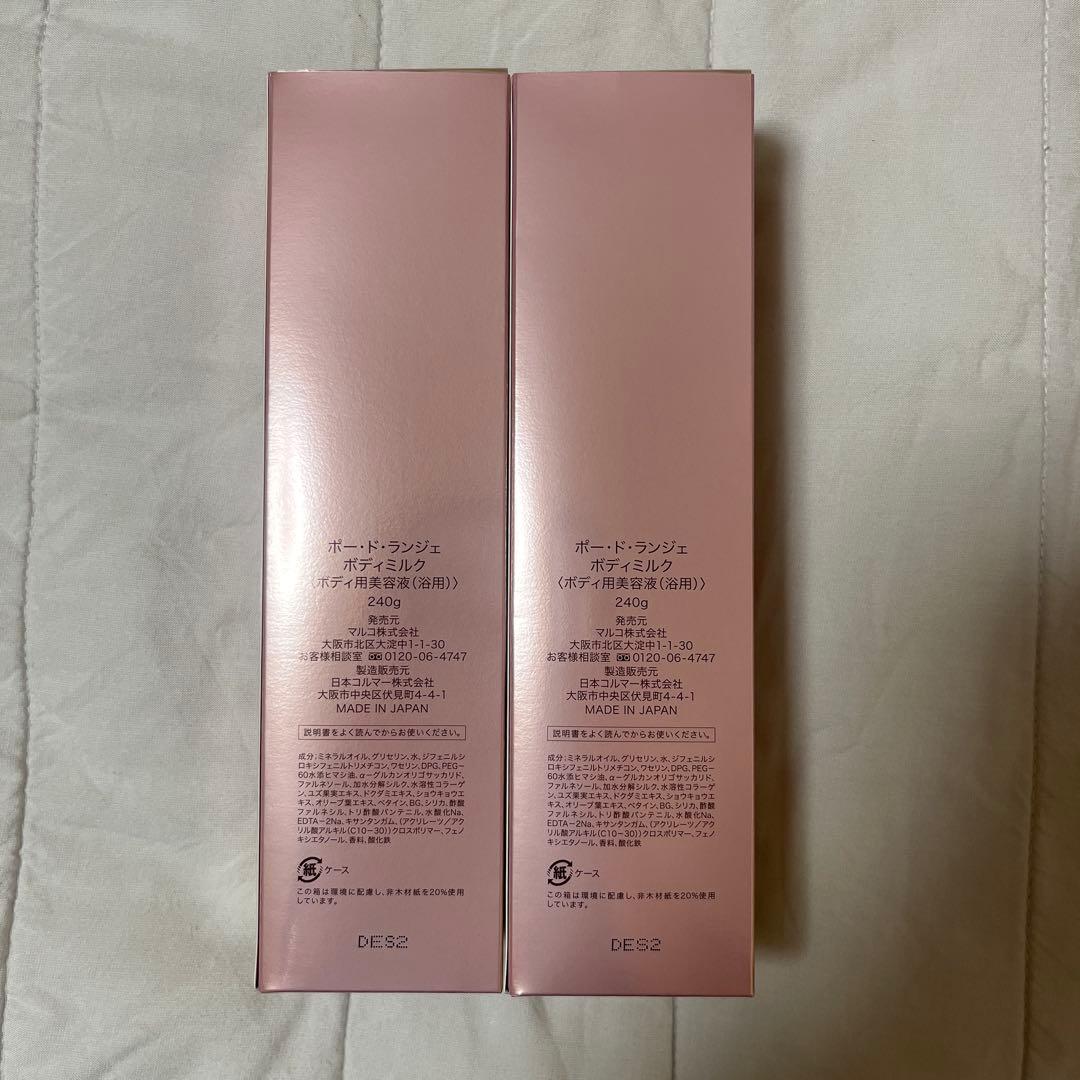 ポー・ド・ランジェ
ボディミルク
〈ボディ用美容液(浴用)〉
240g
発売元
マルコ株式会社
大阪市北区大淀中1-1-30
お客様相談室 0120-06-4747
製造販売元
日本コルマー株式会社
大阪市中央区伏見町4-4-1
MADE IN JAPAN
説明書をよく読んでからお使いください。
成分:ミネラルオイル、グリセリン、水、ジフェニルシ
ロキシフェニルトリメチコン、ワセリン、DPG、PEG-
60水添ヒマシ油、α-グルカンオリゴサッカリド、
ファルネソール、加水分解シルク、水溶性コラーゲ
ン、ユズ果実エキス、ドクダミエキス、ショウキョウエ
キス、オリーブ葉エキス、ベタイン、BG、シリカ、酢酸
ファルネシル、トリ酢酸パンテニル、水酸化Na、
EDTA-2Na、キサンタンガム、(アクリレーツ/アク
リル酸アルキル(C10-30))クロスポリマー、フェノ
キシエタノール、香料、酸化鉄
紙 ケース
この箱は環境に配慮し、非木材紙を20%使用
しています。
DES2
ポー・ド・ランジェ
ボディミルク
〈ボディ用美容液(浴用)〉
240g
発売元
マルコ株式会社
大阪市北区大淀中1-1-30
お客様相談室 0120-06-4747
製造販売元
日本コルマー株式会社
大阪市中央区伏見町4-4-1
MADE IN JAPAN
説明書をよく読んでからお使いください。
成分:ミネラルオイル、グリセリン、水、ジフェニルシ
ロキシフェニルトリメチコン、ワセリン、DPG、PEG-
60水添ヒマシ油、α-グルカンオリゴサッカリド、
ファルネソール、加水分解シルク、水溶性コラーゲ
ン、ユズ果実エキス、ドクダミエキス、ショウキョウエ
キス、オリーブ葉エキス、ベタイン、BG、シリカ、酢酸
ファルネシル、トリ酢酸パンテニル、水酸化Na、
EDTA-2Na、キサンタンガム、(アクリレーツ/アク
リル酸アルキル(C10-30))クロスポリマー、フェノ
キシエタノール、香料、酸化鉄
紙 ケース
この箱は環境に配慮し、非木材紙を20%使用
しています。
DES2